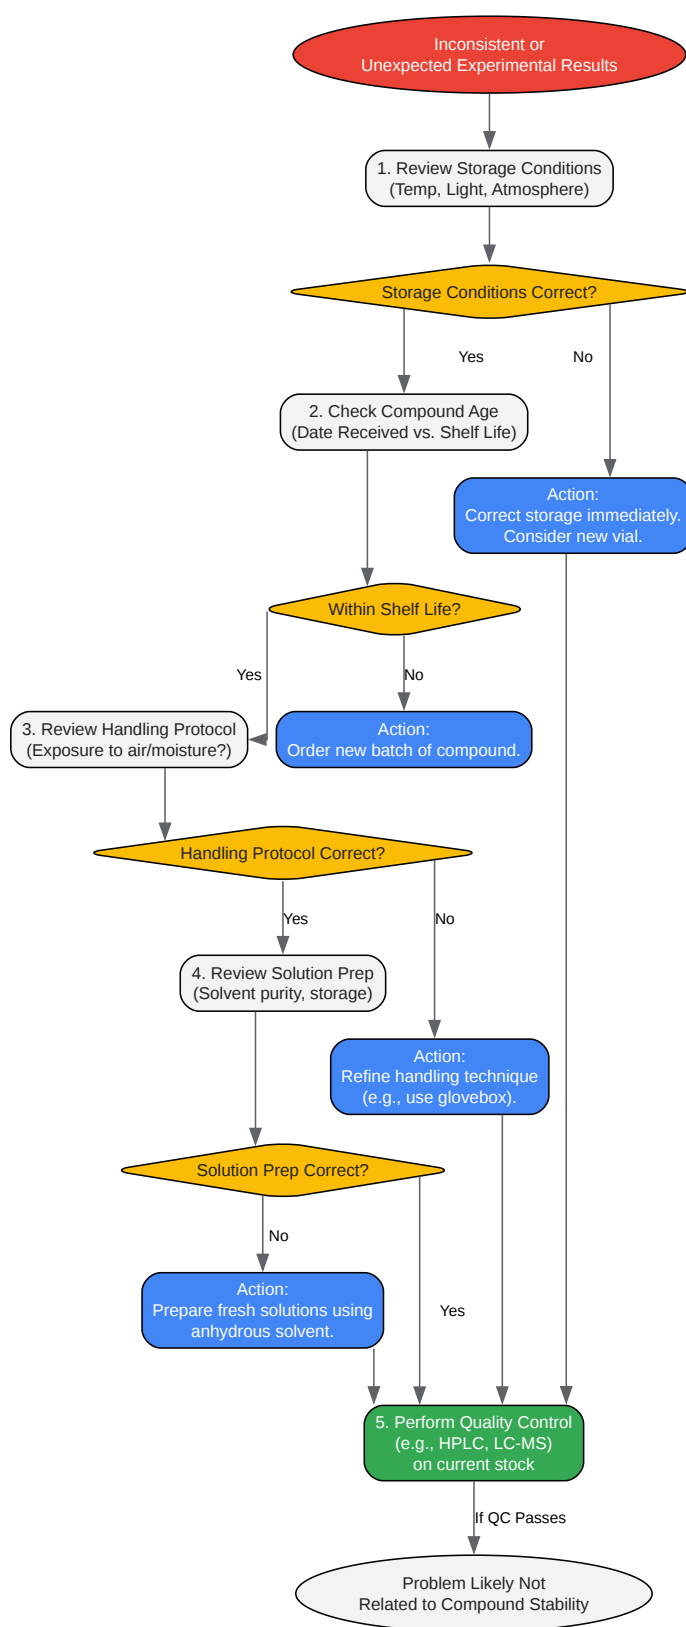 Inconsistent or
Unexpected Experimental Results
1. Review Storage Conditions
(Temp, Light, Atmosphere)
Storage Conditions Correct?
Yes
No
2. Check Compound Age
(Date Received vs. Shelf Life)
Action:
Correct storage immediately.
Consider new vial.
Within Shelf Life?
Yes
No
3. Review Handling Protocol
(Exposure to air/moisture?)
Action:
Order new batch of compound.
Handling Protocol Correct?
Yes
No
4. Review Solution Prep
(Solvent purity, storage)
Action:
Refine handling technique
(e.g., use glovebox).
Solution Prep Correct?
No
Action:
Prepare fresh solutions using
anhydrous solvent.
Yes
5. Perform Quality Control
(e.g., HPLC, LC-MS)
on current stock
If QC Passes
Problem Likely Not
Related to Compound Stability